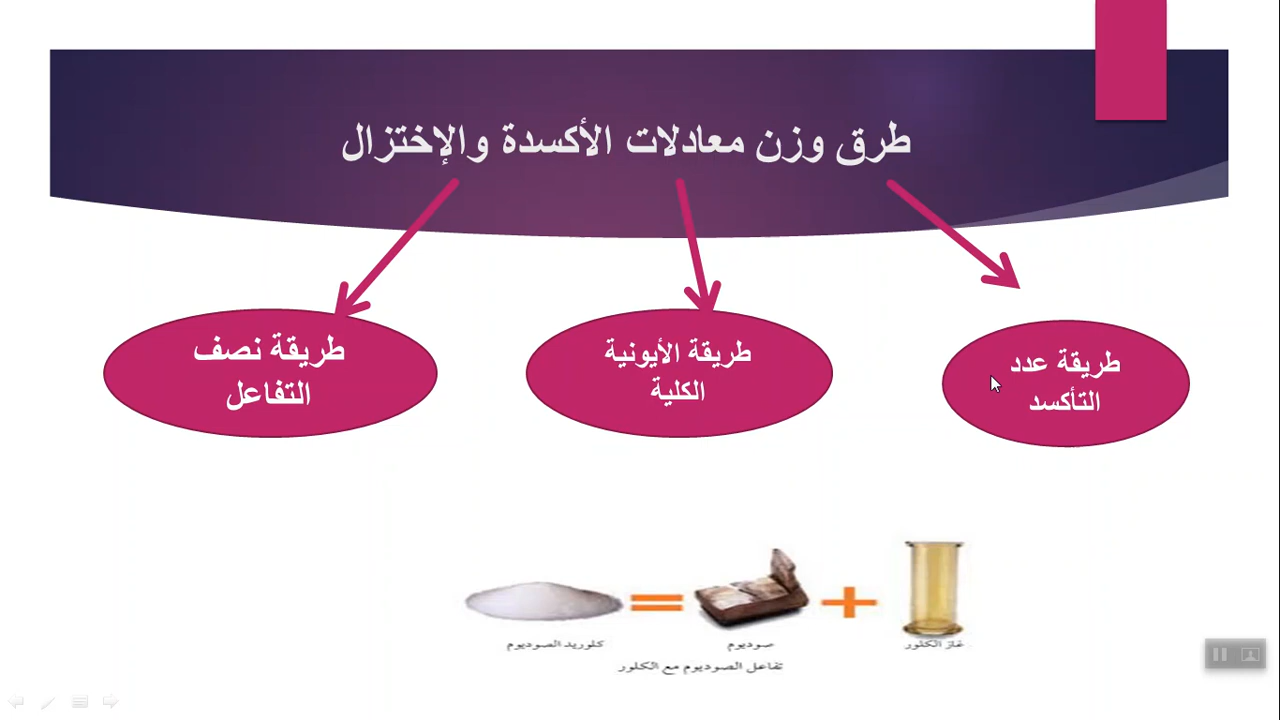 طرق وزن معادلات الأكسدة والإختزال
طريقة عدد
التأكسد
طريقة الأيونية
الكلية
طريقة نصف
التفاعل
غاز الكلور
+
صوديوم
=
كلوريد الصوديوم
تفاعل الصوديوم مع الكلور